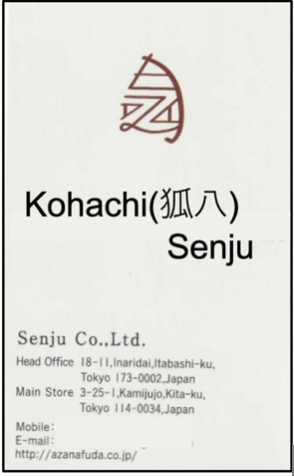 Kohachi(狐八)
Senju
Senju Co.,Ltd.
Head Office 18-11,Inaridai,Itabashi-ku,
Tokyo 173-0002,Japan
Main Store 3-25-1,Kamijujo,Kita-ku,
Tokyo 114-0034,Japan
Mobile:
E-mail:
http://azanafuda.co.jp/